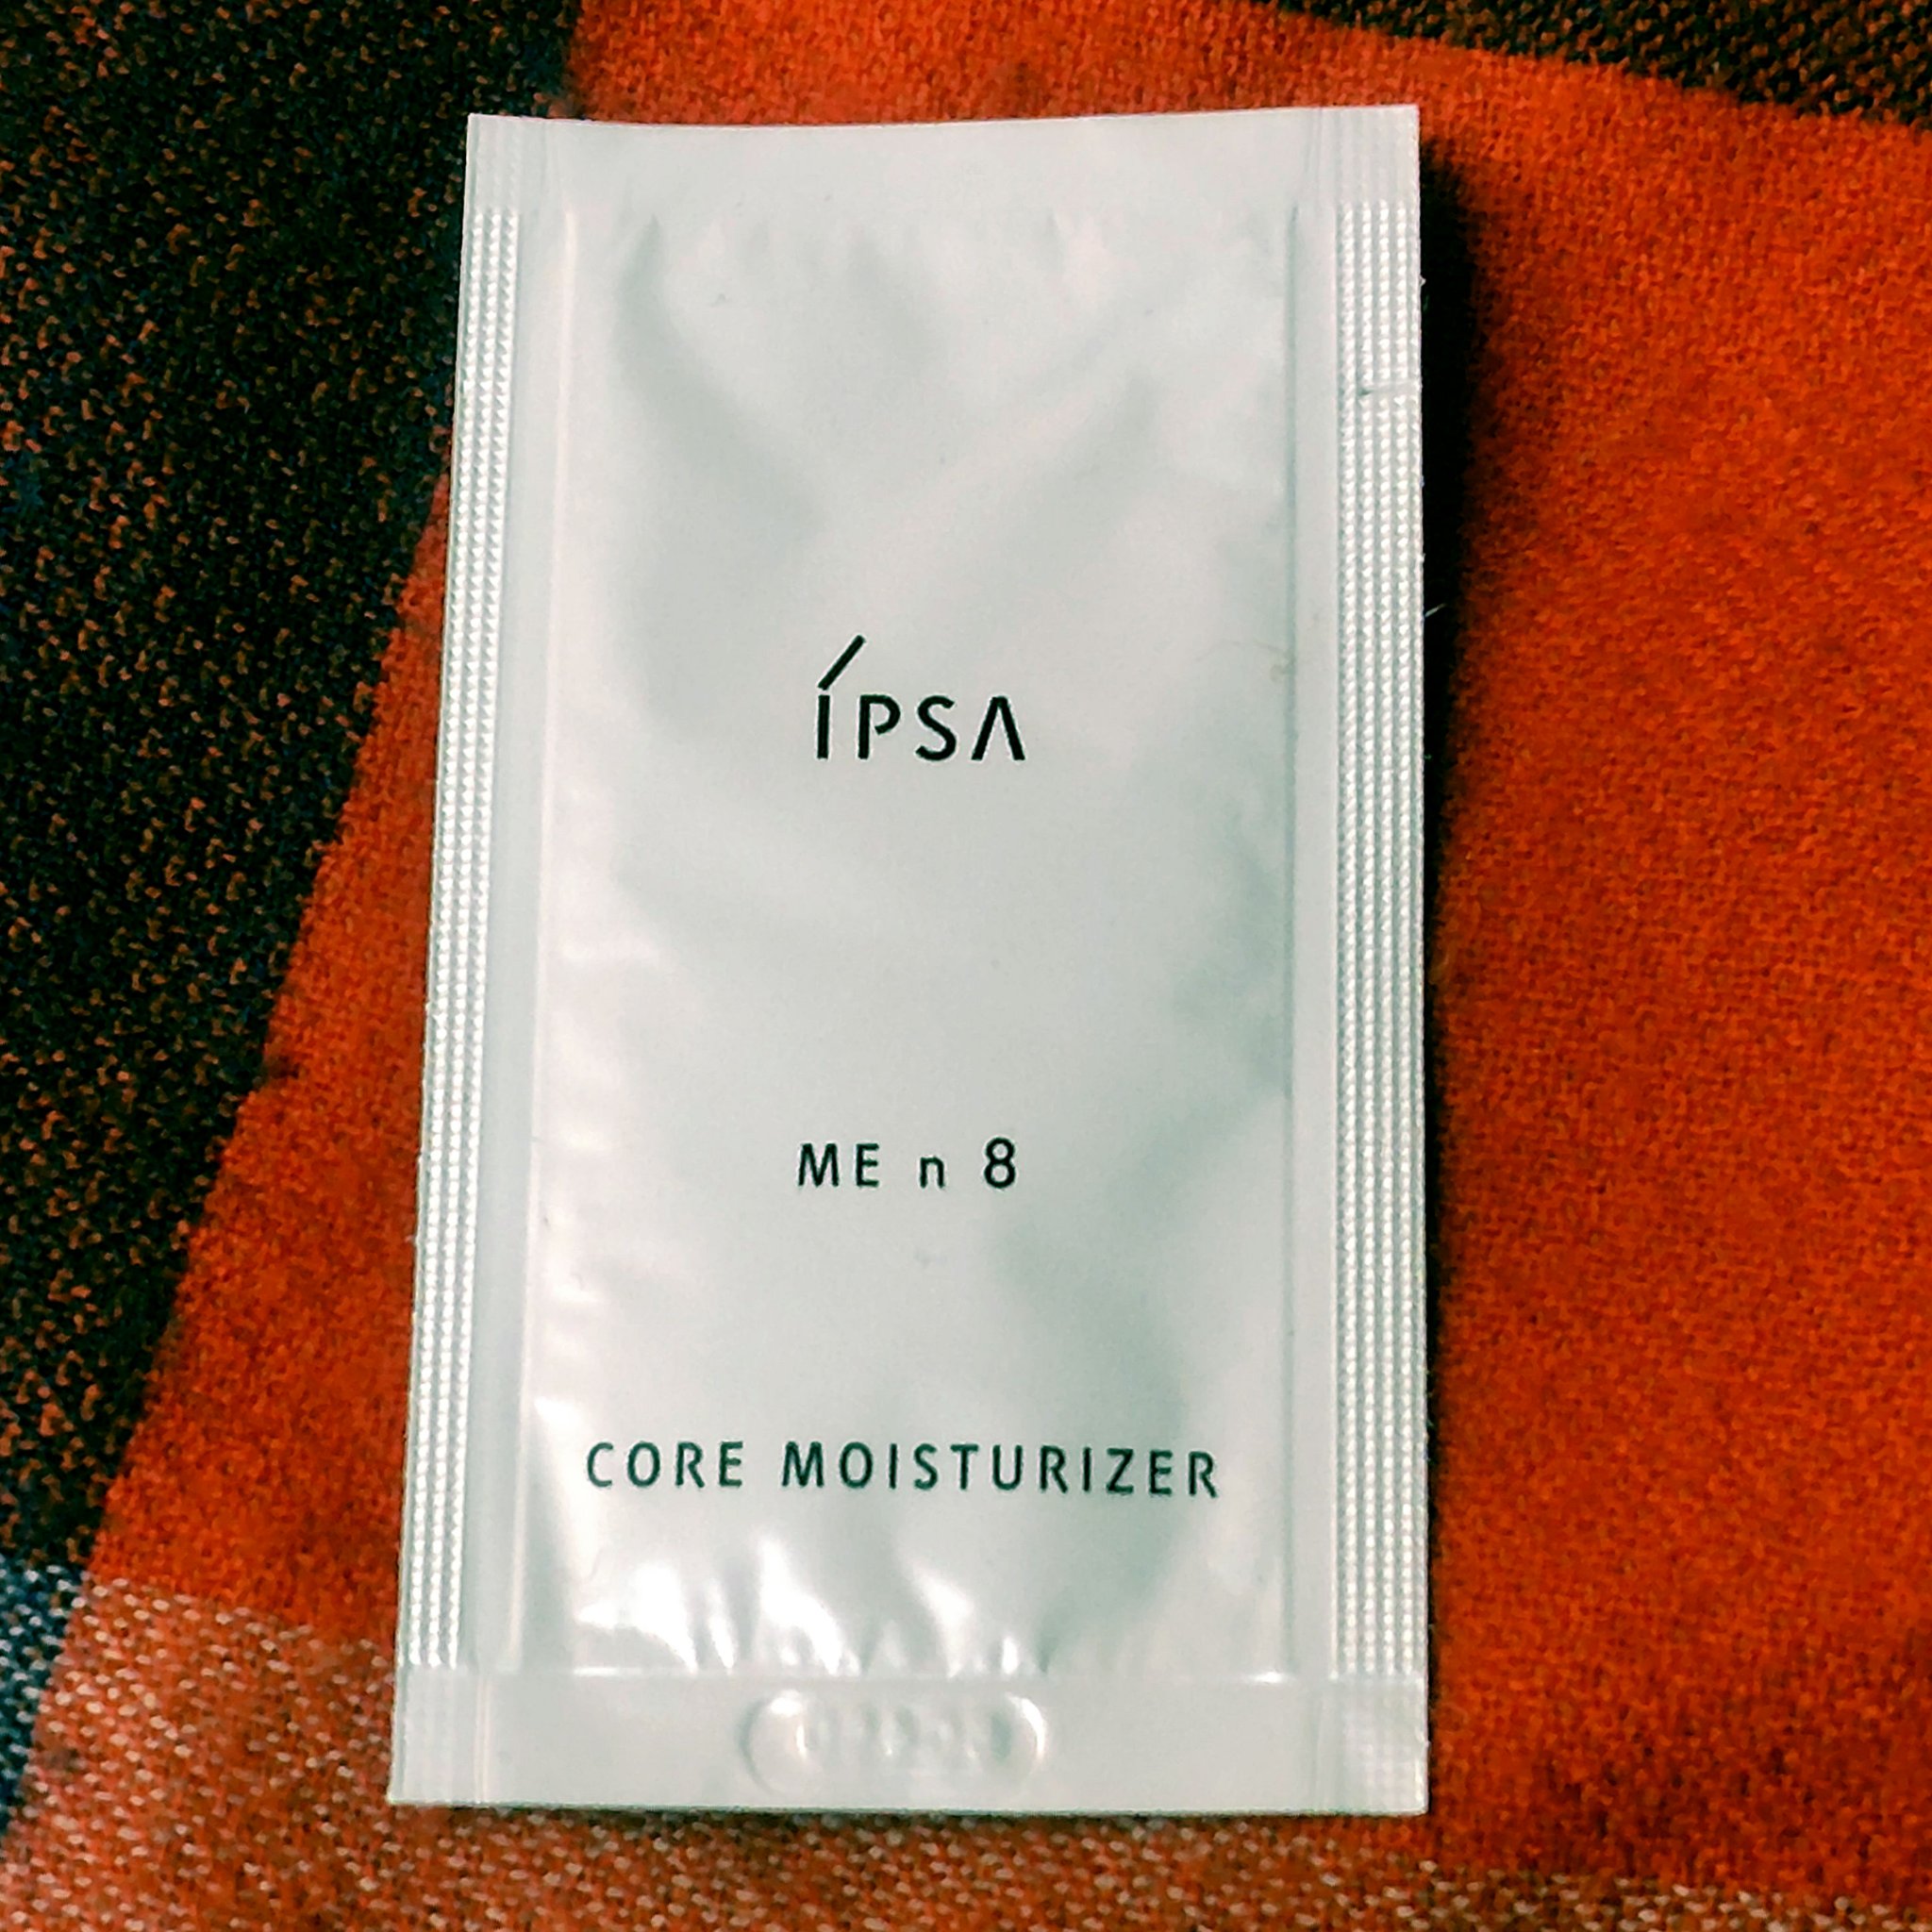 ÍPSA
ME n 8
CORE MOISTURIZER